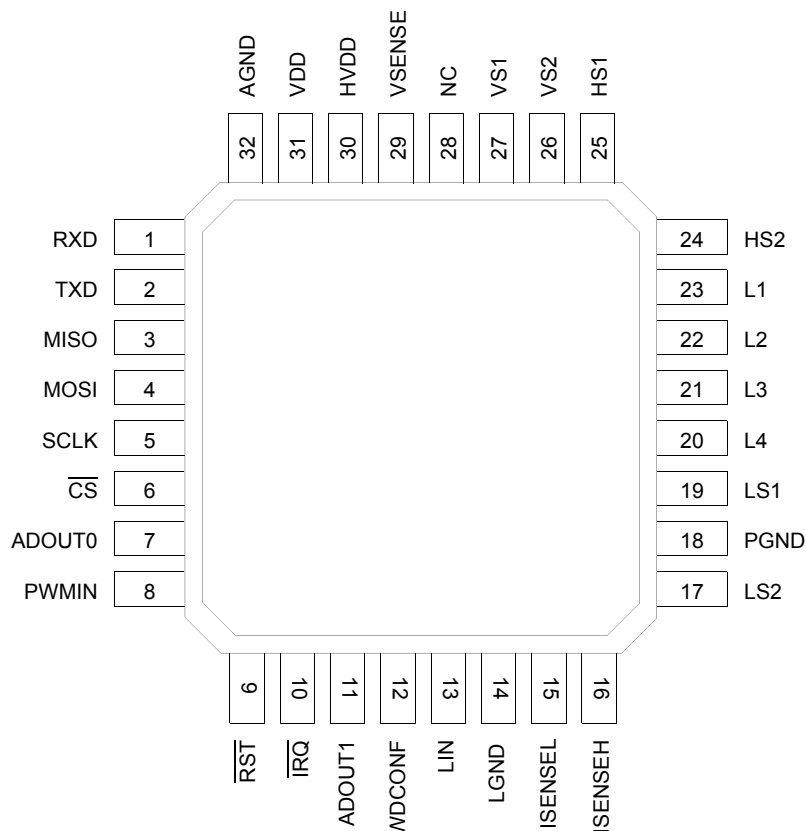 AGND VDD HVDD VSENSE NC VS1 VS2 HS1
32 31 30 29 28 27 26 25
RXD 1 24 HS2
TXD 2 23 L1
MISO 3 22 L2
MOSI 4 21 L3
SCLK 5 20 L4
C̅S̅ 6 19 LS1
ADOUT0 7 18 PGND
PWMIN 8 17 LS2
9 10 11 12 13 14 15 16
R̅S̅T̅ I̅R̅Q̅ ADOUT1 WDCONF LIN LGND ISENSEL ISENSEH